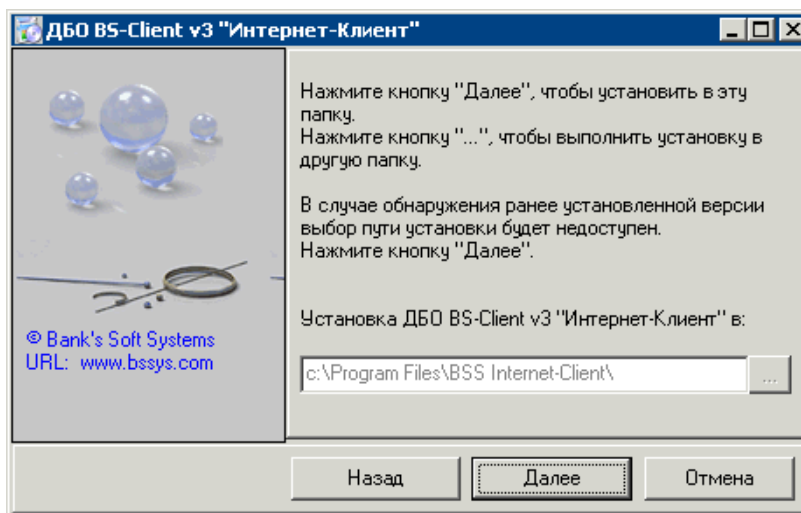 ДБО BS-Client v3 "Интернет-Клиент"
Нажмите кнопку "Далее", чтобы установить в эту
папку.
Нажмите кнопку "...", чтобы выполнить установку в
другую папку.
В случае обнаружения ранее установленной версии
выбор пути установки будет недоступен.
Нажмите кнопку "Далее".
Установка ДБО BS-Client v3 "Интернет-Клиент" в:
c:\Program Files\BSS Internet-Client\
...
© Bank's Soft Systems
URL: www.bssys.com
Назад
Далее
Отмена